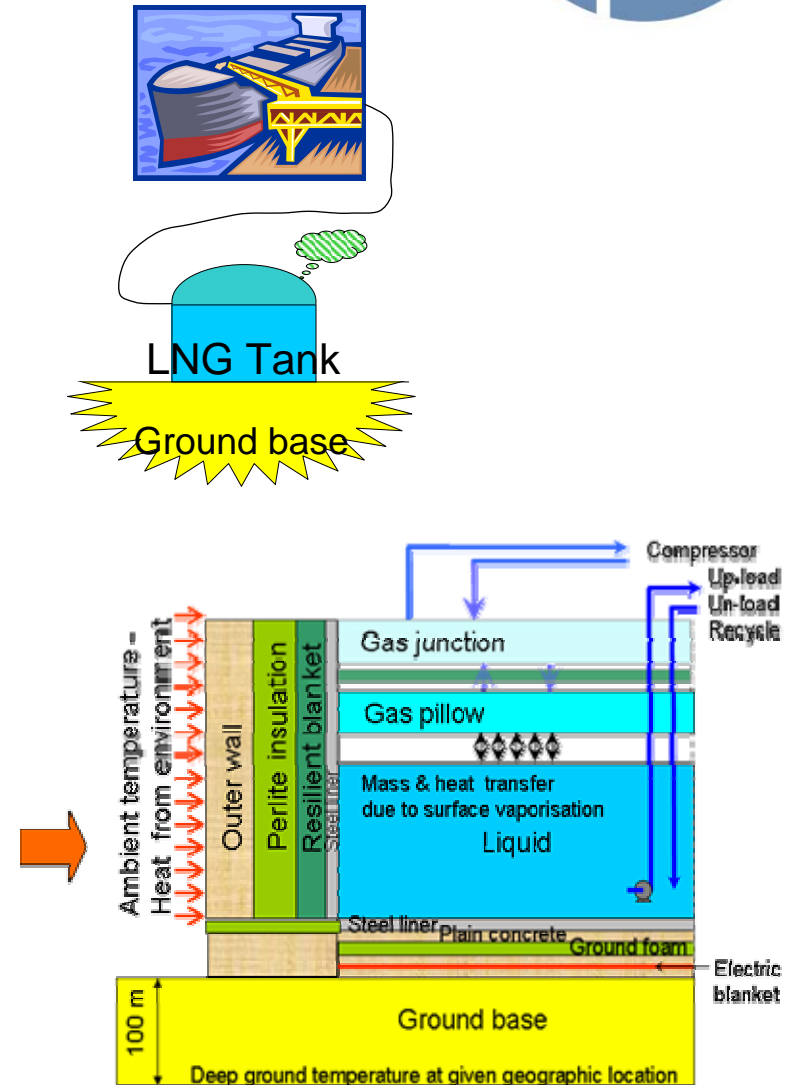 LNG Tank
Ground base
Compressor
Up-load
Un-load
Recycle
Ambient temperature -
Heat from environment
Outer wall
Perlite insulation
Resilient blanket
Steel liner
Gas junction
Gas pillow
Mass & heat transfer
due to surface vaporisation
Liquid
Steel liner
Plain concrete
Ground foam
Electric
blanket
100 m
Ground base
Deep ground temperature at given geographic location